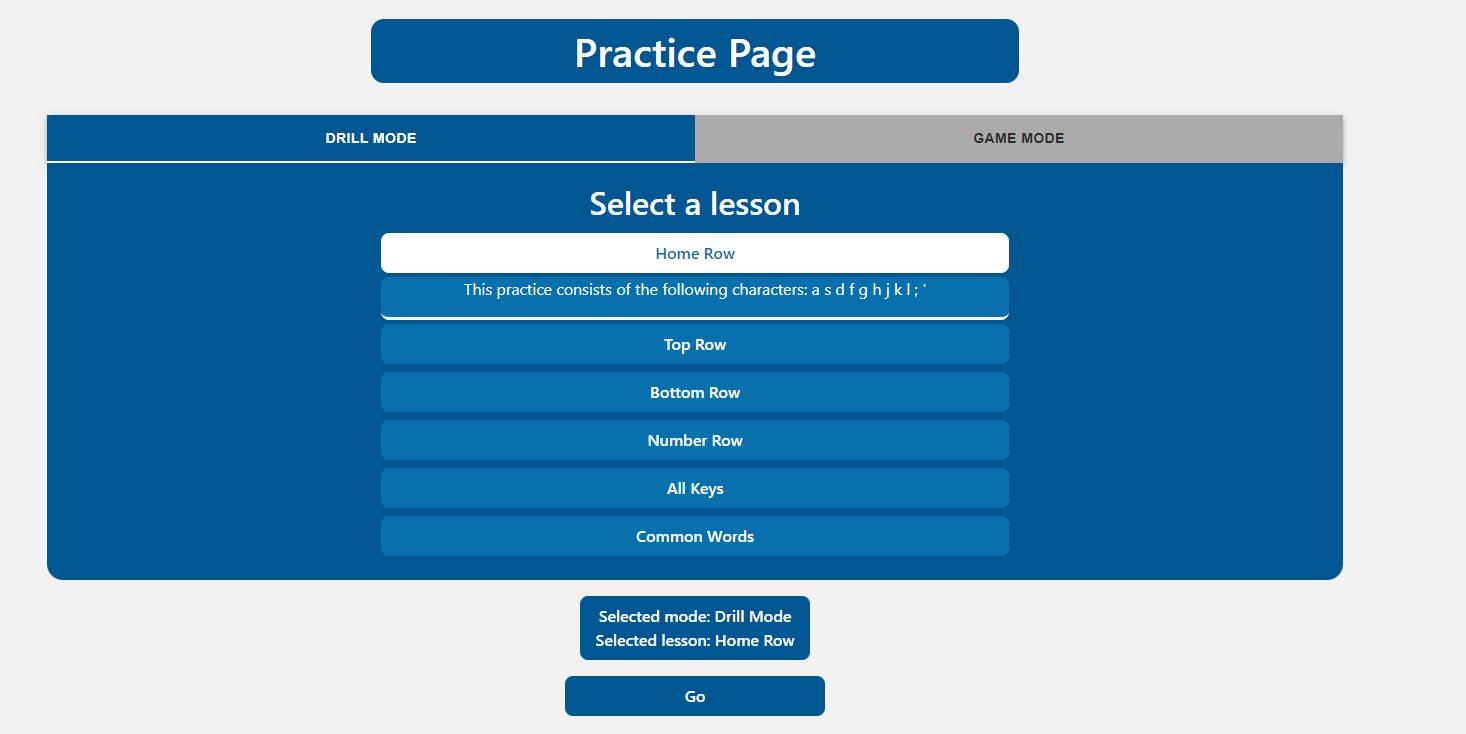 Practice Page
DRILL MODE
GAME MODE
Select a lesson
Home Row
This practice consists of the following characters: a s d f g h j k l ; '
Top Row
Bottom Row
Number Row
All Keys
Common Words
Selected mode: Drill Mode
Selected lesson: Home Row
Go